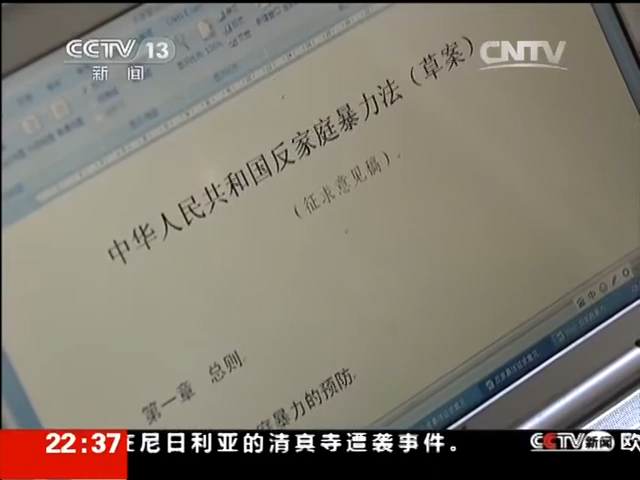 CCTV 13
新闻
CNTV
中华人民共和国反家庭暴力法（草案）
（征求意见稿）
第一章 总则
庭暴力的预防
22:37 在尼日利亚的清真寺遭袭事件。 CCTV新闻 欧